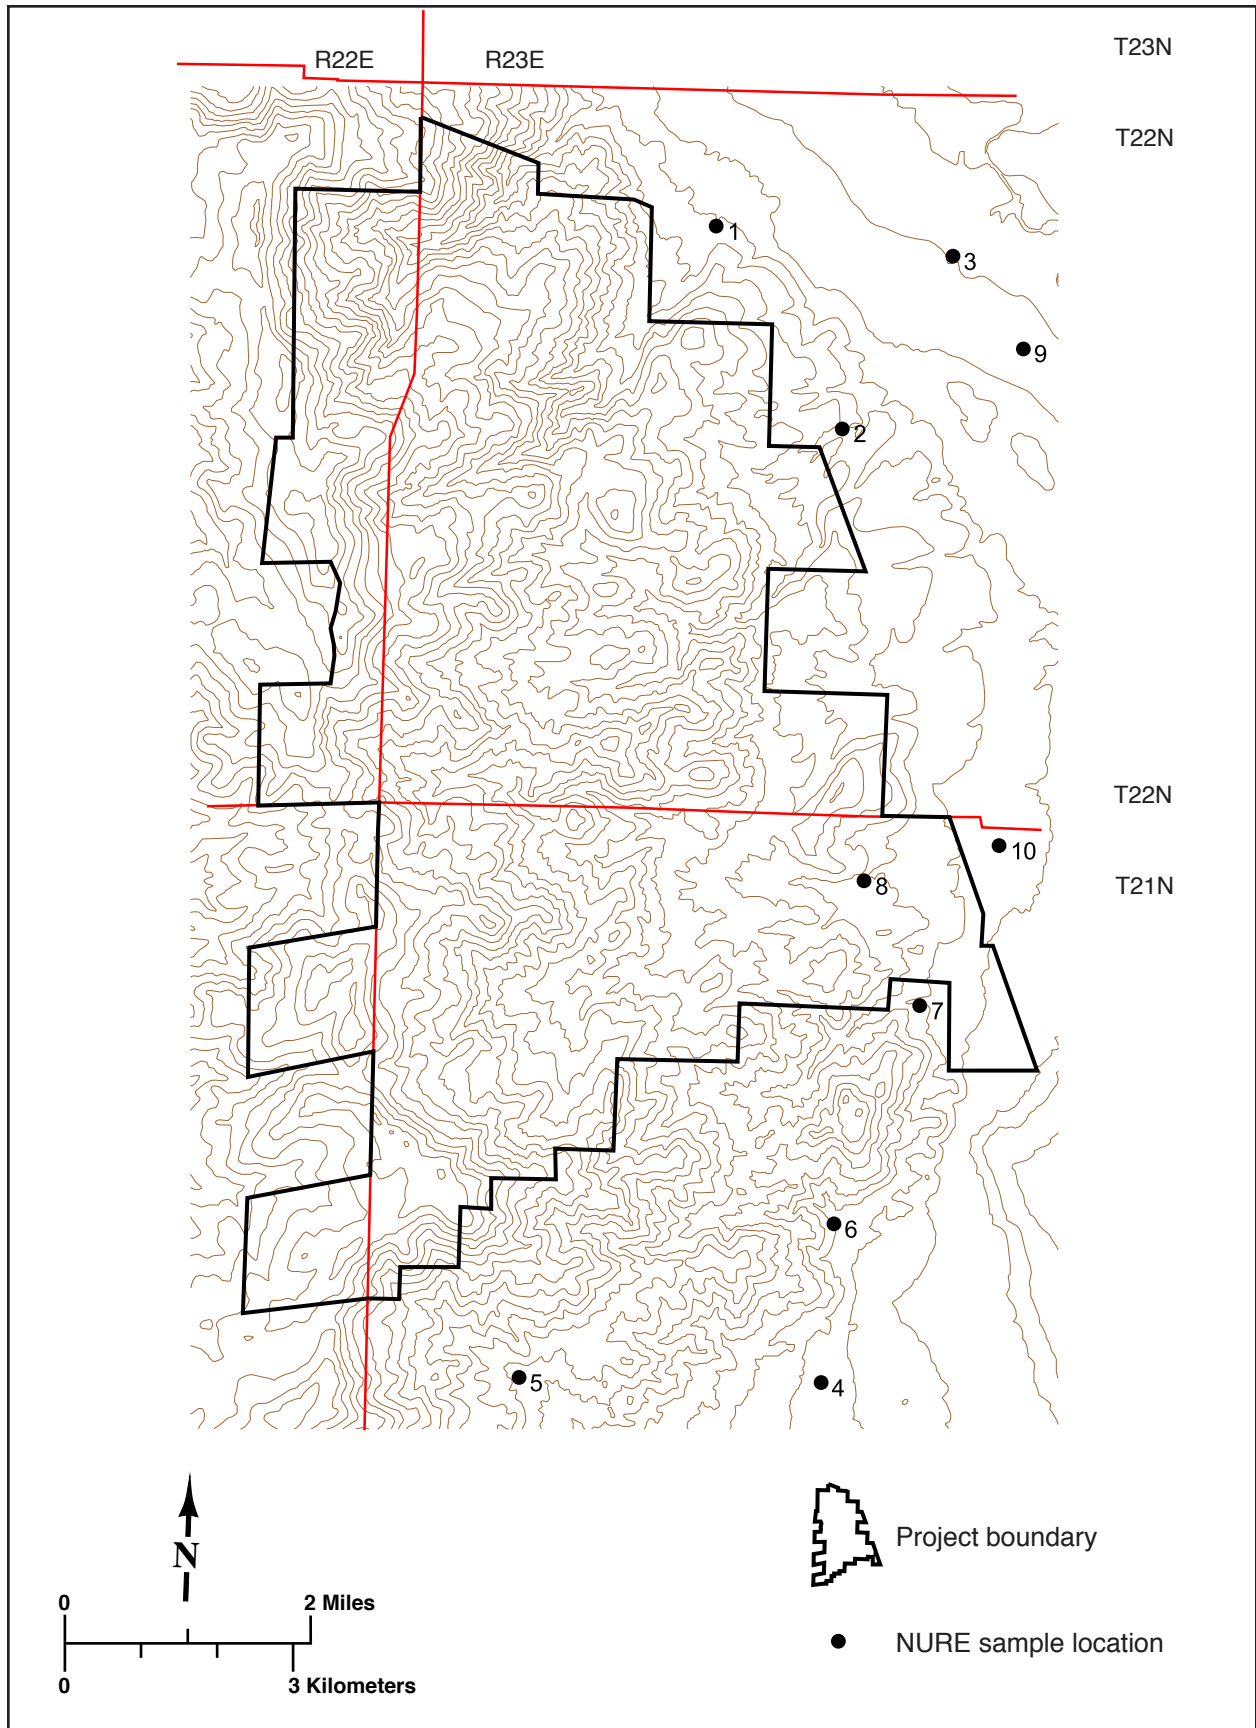 R22E R23E T23N
T22N
1
3
9
2
T22N
10
T21N
8
7
6
5
4
N
Project boundary
0 2 Miles
NURE sample location
0 3 Kilometers